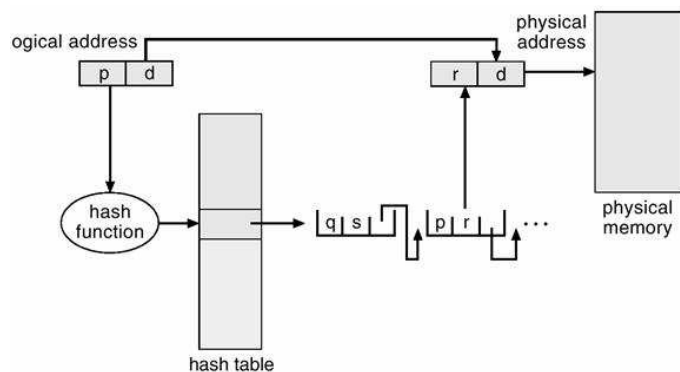 ogical address
physical
address
p d
r d
hash
function
q s
p r
...
physical
memory
hash table